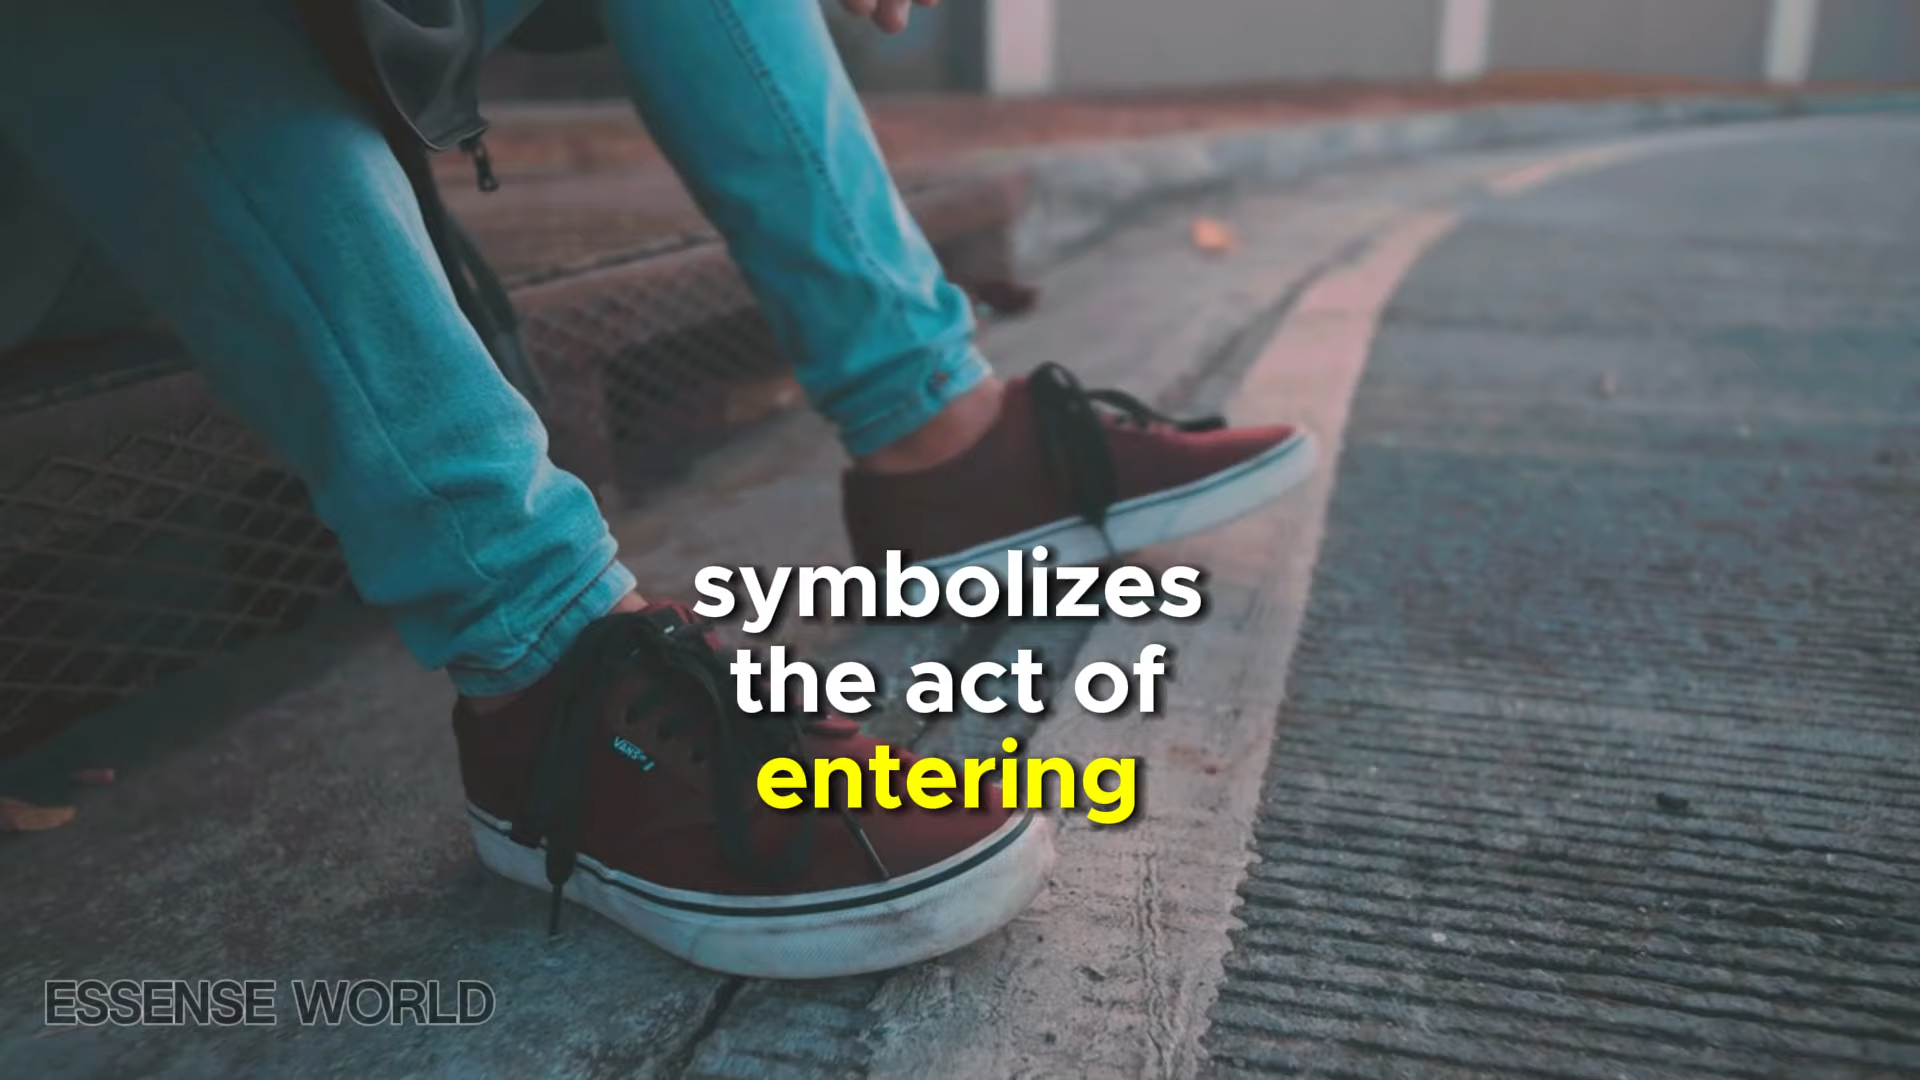 symbolizes
the act of
entering
VANS
ESSENSE WORLD